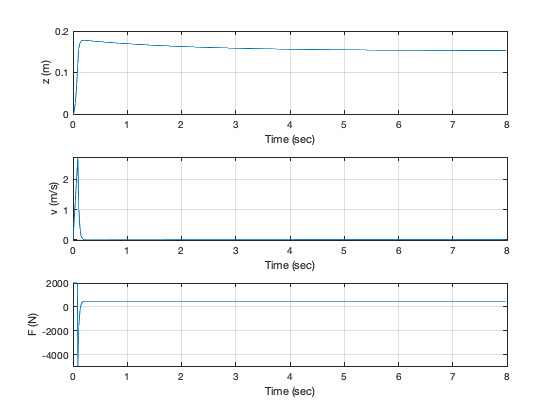 0.2
0.1
0
z (m)
0 1 2 3 4 5 6 7 8
Time (sec)
2
1
0
v (m/s)
0 1 2 3 4 5 6 7 8
Time (sec)
2000
0
-2000
-4000
F (N)
0 1 2 3 4 5 6 7 8
Time (sec)